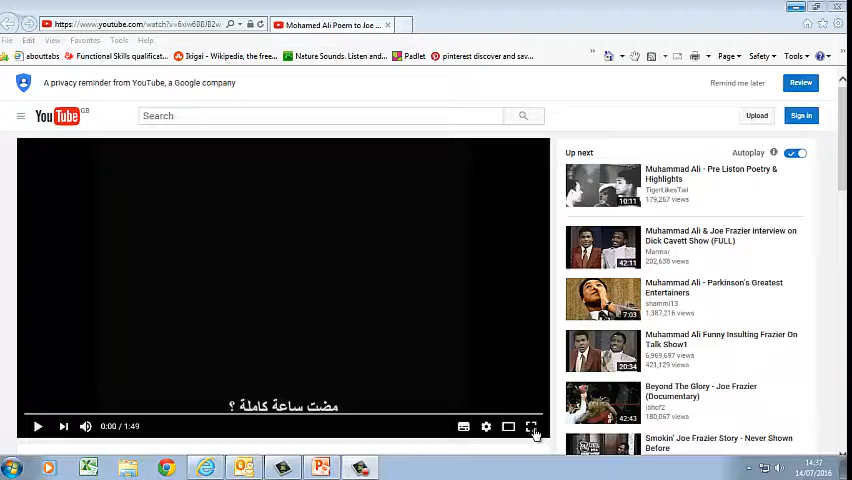 https://www.youtube.com/watch?v=6xiw6BBJB2w
Mohamed Ali Poem to Joe ...
File Edit View Favorites Tools Help
abouttabs Functional Skills qualificat... Ikigai - Wikipedia, the free... Nature Sounds. Listen and... Padlet pinterest discover and sav...
Page Safety Tools
A privacy reminder from YouTube, a Google company
Remind me later
Review
YouTube GB
Search
Upload
Sign in
مضت ساعة كاملة ؟
0:00 / 1:49
Up next
Autoplay
Muhammad Ali - Pre Liston Poetry &
Highlights
TigerLikesTail
179,267 views
10:11
Muhammad Ali & Joe Frazier interview on
Dick Cavett Show (FULL)
Marmar
202,638 views
42:11
Muhammad Ali - Parkinson's Greatest
Entertainers
shammi13
1,387,216 views
7:03
Muhammad Ali Funny Insulting Frazier On
Talk Show1
6,969,697 views
421,129 views
20:34
Beyond The Glory - Joe Frazier
(Documentary)
ibhof2
180,067 views
42:43
Smokin' Joe Frazier Story - Never Shown
Before
14:37
14/07/2016